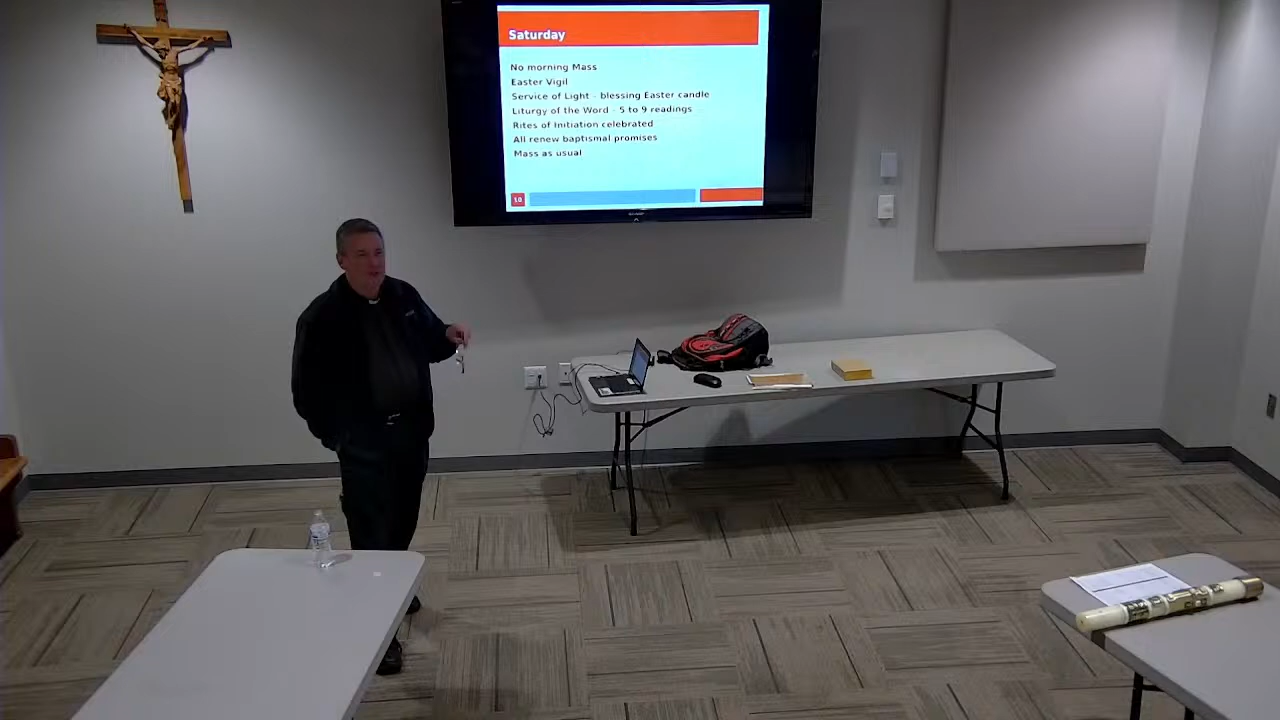 Saturday
No morning Mass
Easter Vigil
Service of Light – blessing Easter candle
Liturgy of the Word – 5 to 9 readings
Rites of Initiation celebrated
All renew baptismal promises
Mass as usual
10